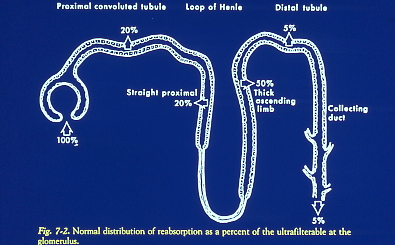 Proximal convoluted tubule Loop of Henle Distal tubule
20% 5%
Straight proximal
20%
50%
Thick
ascending
limb
Collecting
duct
100%
5%
Fig. 7-2. Normal distribution of reabsorption as a percent of the ultrafilterable at the
glomerulus.